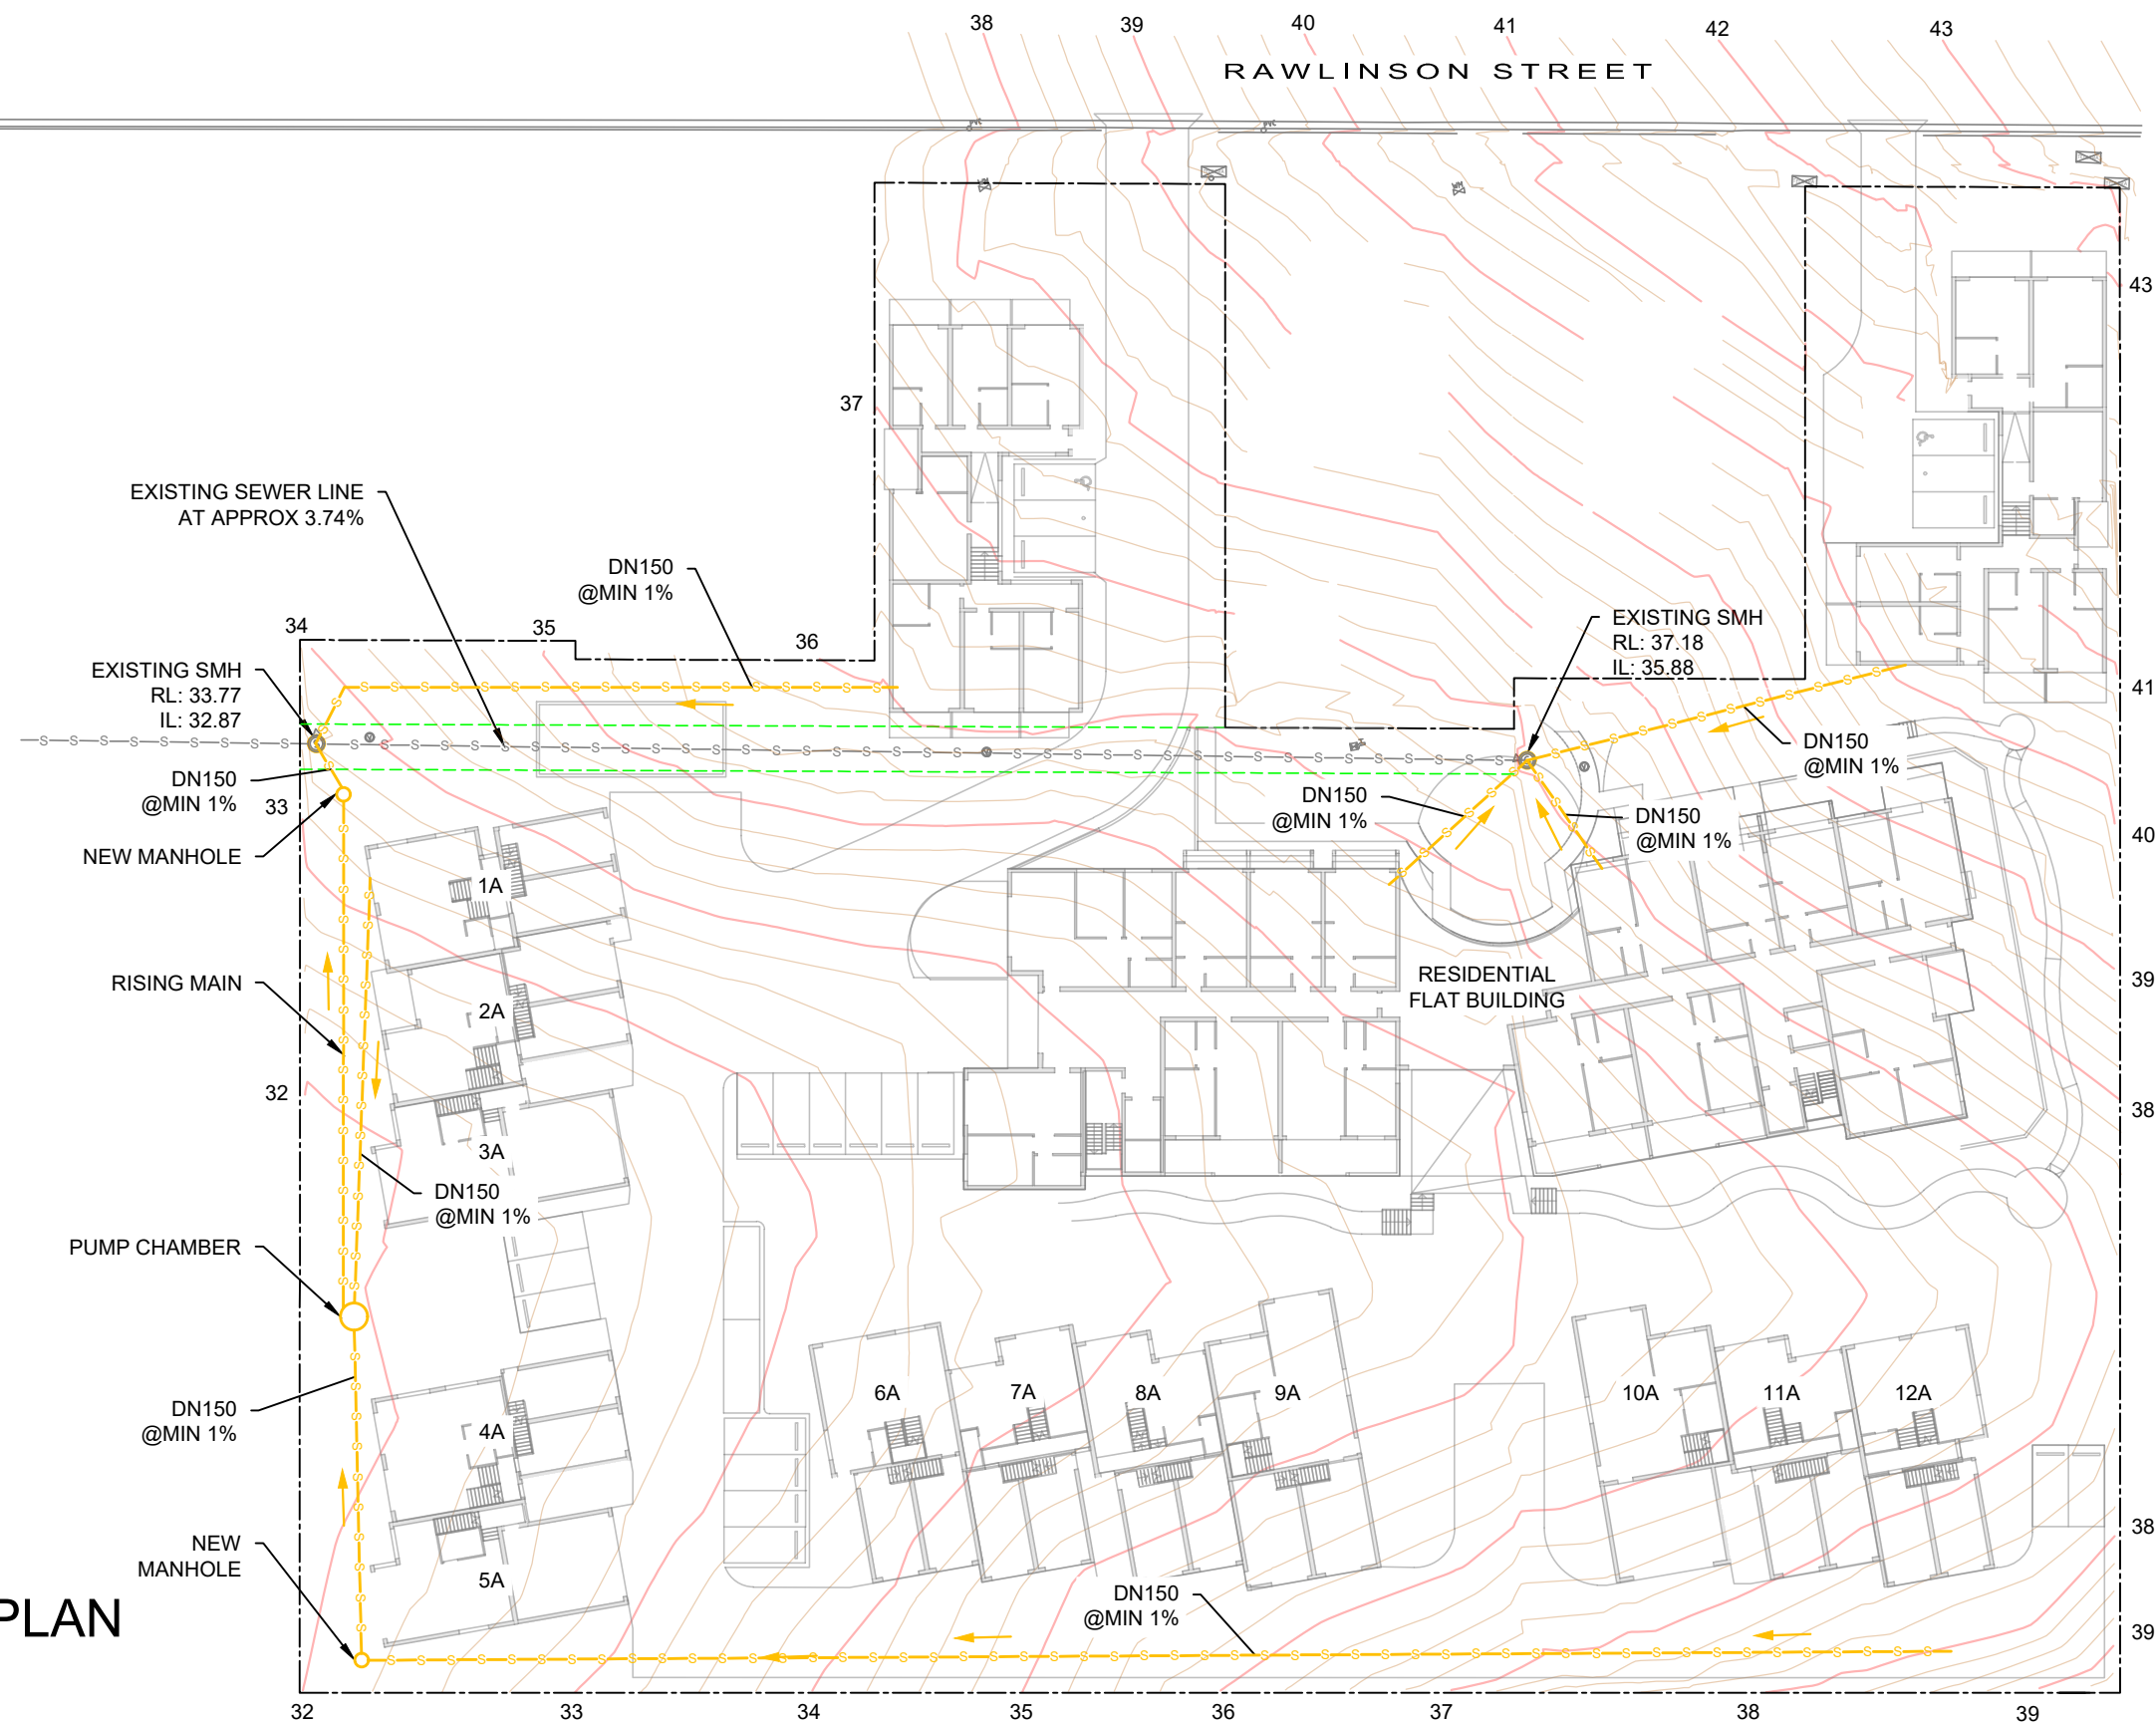 38
39
40
41
42
43
RAWLINSON STREET
43
37
EXISTING SEWER LINE
AT APPROX 3.74%
DN150
@MIN 1%
34
35
36
EXISTING SMH
RL: 37.18
IL: 35.88
EXISTING SMH
RL: 33.77
IL: 32.87
41
DN150
@MIN 1%
DN150
@MIN 1%
33
DN150
@MIN 1%
DN150
@MIN 1%
40
NEW MANHOLE
1A
RISING MAIN
2A
RESIDENTIAL
FLAT BUILDING
39
32
38
3A
DN150
@MIN 1%
PUMP CHAMBER
DN150
@MIN 1%
4A
6A
7A
8A
9A
10A
11A
12A
38
NEW
MANHOLE
5A
DN150
@MIN 1%
PLAN
39
32
33
34
35
36
37
38
39